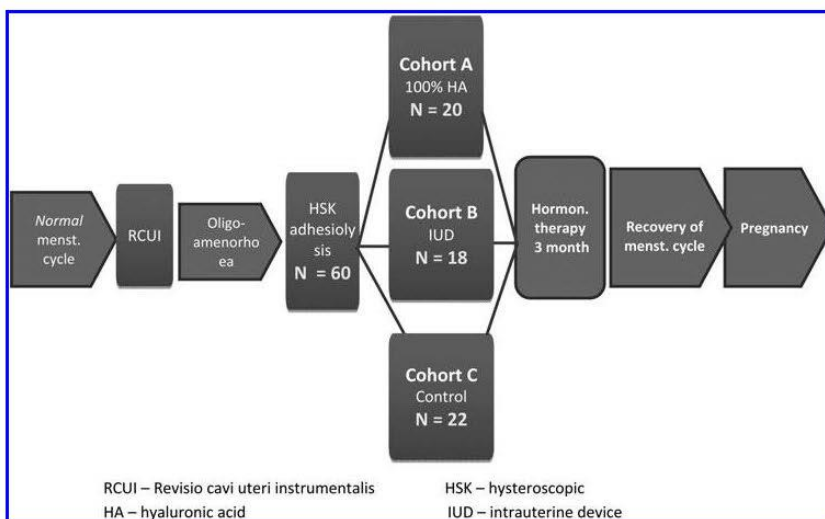 Normal
menst.
cycle
RCUI
Oligo-
amenorho
ea
HSK
adhesioly
sis
N = 60
Cohort A
100% HA
N = 20
Cohort B
IUD
N = 18
Cohort C
Control
N = 22
Hormon.
therapy
3 month
Recovery of
menst. cycle
Pregnancy
RCUI – Revisio cavi uteri instrumentalis
HSK – hysteroscopic
HA – hyaluronic acid
IUD – intrauterine device